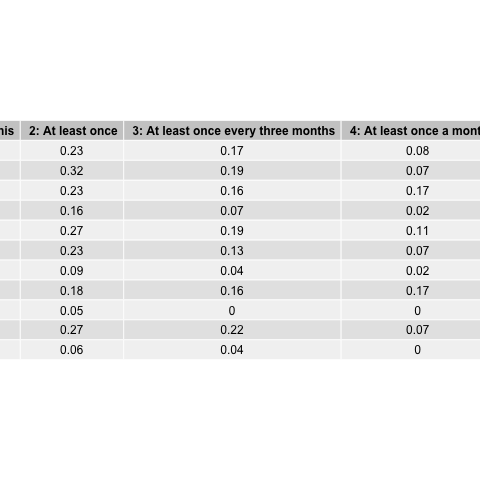 his 2: At least once 3: At least once every three months 4: At least once a mont
0.23 0.17 0.08
0.32 0.19 0.07
0.23 0.16 0.17
0.16 0.07 0.02
0.27 0.19 0.11
0.23 0.13 0.07
0.09 0.04 0.02
0.18 0.16 0.17
0.05 0 0
0.27 0.22 0.07
0.06 0.04 0